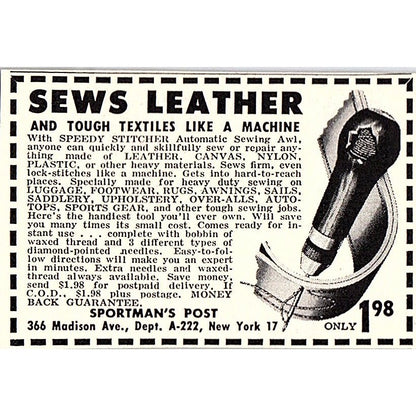 SEWS LEATHER
AND TOUGH TEXTILES LIKE A MACHINE
With SPEEDY STITCHER Automatic Sewing Awl,
anyone can quickly and skillfully sew or repair any-
thing made of LEATHER, CANVAS, NYLON,
PLASTIC, or other heavy materials. Sews firm, even
lock-stitches like a machine. Gets into hard-to-reach
places. Specially made for heavy duty sewing on
LUGGAGE, FOOTWEAR, RUGS, AWNINGS, SAILS,
SADDLERY, UPHOLSTERY, OVER-ALLS, AUTO-
TOPS, SPORTS GEAR, and other tough sewing jobs.
Here's the handiest tool you'll ever own. Will save
you many times its small cost. Comes ready for in-
stant use . . . complete with bobbin of
waxed thread and 3 different types of
diamond-pointed needles. Easy-to-fol-
low directions will make you an expert
in minutes. Extra needles and waxed-
thread always available. Save money,
send $1.98 for postpaid delivery. If
C.O.D., $1.98 plus postage. MONEY
BACK GUARANTEE.
SPORTMAN'S POST
366 Madison Ave., Dept. A-222, New York 17
ONLY 1 98